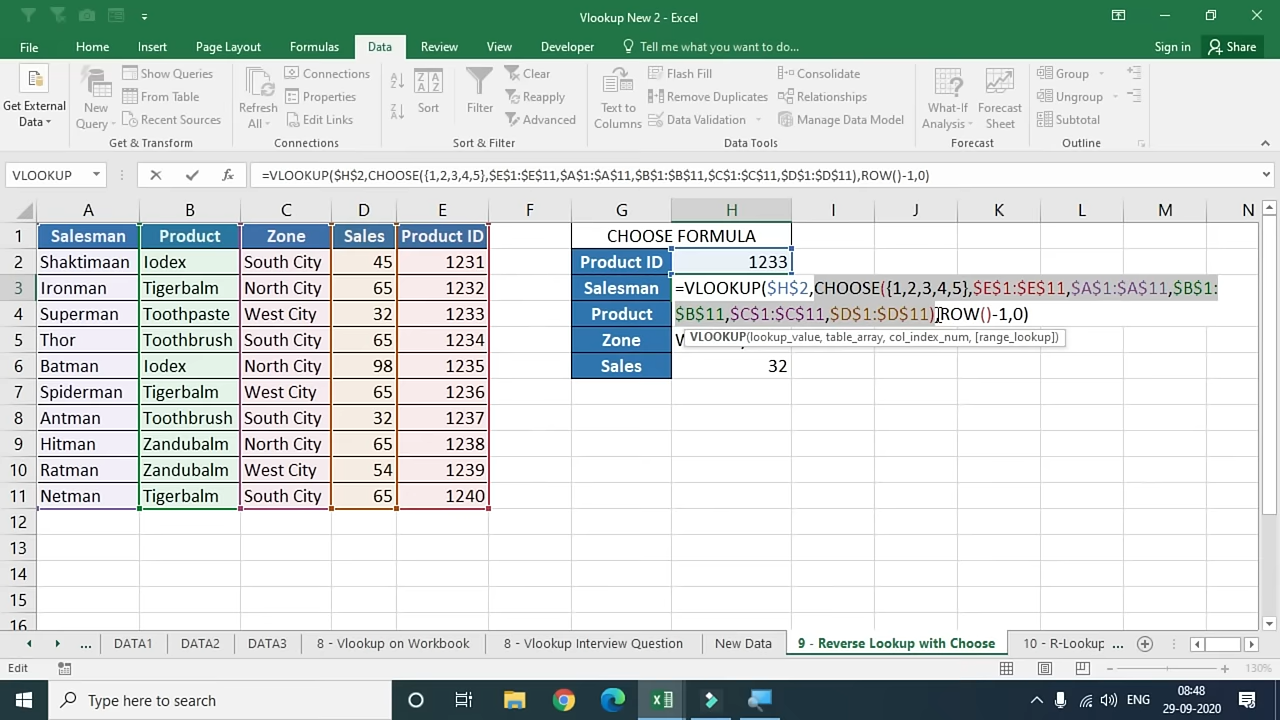 Vlookup New 2 - Excel
File Home Insert Page Layout Formulas Data Review View Developer Tell me what you want to do... Sign in Share
Get External Data
New Query
Show Queries
From Table
Recent Sources
Get & Transform
Refresh All
Connections
Properties
Edit Links
Connections
Sort
Filter
Clear
Reapply
Advanced
Sort & Filter
Text to Columns
Flash Fill
Remove Duplicates
Data Validation
Consolidate
Relationships
Manage Data Model
Data Tools
What-If Analysis
Forecast Sheet
Forecast
Group
Ungroup
Subtotal
Outline
VLOOKUP fx =VLOOKUP($H$2,CHOOSE({1,2,3,4,5},$E$1:$E$11,$A$1:$A$11,$B$1:$B$11,$C$1:$C$11,$D$1:$D$11),ROW()-1,0)
A B C D E F G H I J K L M N
1 Salesman Product Zone Sales Product ID CHOOSE FORMULA
2 Shaktimaan Iodex South City 45 1231 Product ID 1233
3 Ironman Tigerbalm North City 65 1232 Salesman =VLOOKUP($H$2,CHOOSE({1,2,3,4,5},$E$1:$E$11,$A$1:$A$11,$B$1:
4 Superman Toothpaste West City 32 1233 Product $B$11,$C$1:$C$11,$D$1:$D$11),ROW()-1,0)
VLOOKUP(lookup_value, table_array, col_index_num, [range_lookup])
5 Thor Toothbrush South City 65 1234 Zone
6 Batman Iodex North City 98 1235 Sales 32
7 Spiderman Tigerbalm West City 65 1236
8 Antman Toothbrush South City 32 1237
9 Hitman Zandubalm North City 65 1238
10 Ratman Zandubalm West City 54 1239
11 Netman Tigerbalm South City 65 1240
12
13
14
15
16
... DATA1 DATA2 DATA3 8 - Vlookup on Workbook 8 - Vlookup Interview Question New Data 9 - Reverse Lookup with Choose 10 - R-Lookup ...
Edit 130%
Type here to search ENG 08:48
29-09-2020